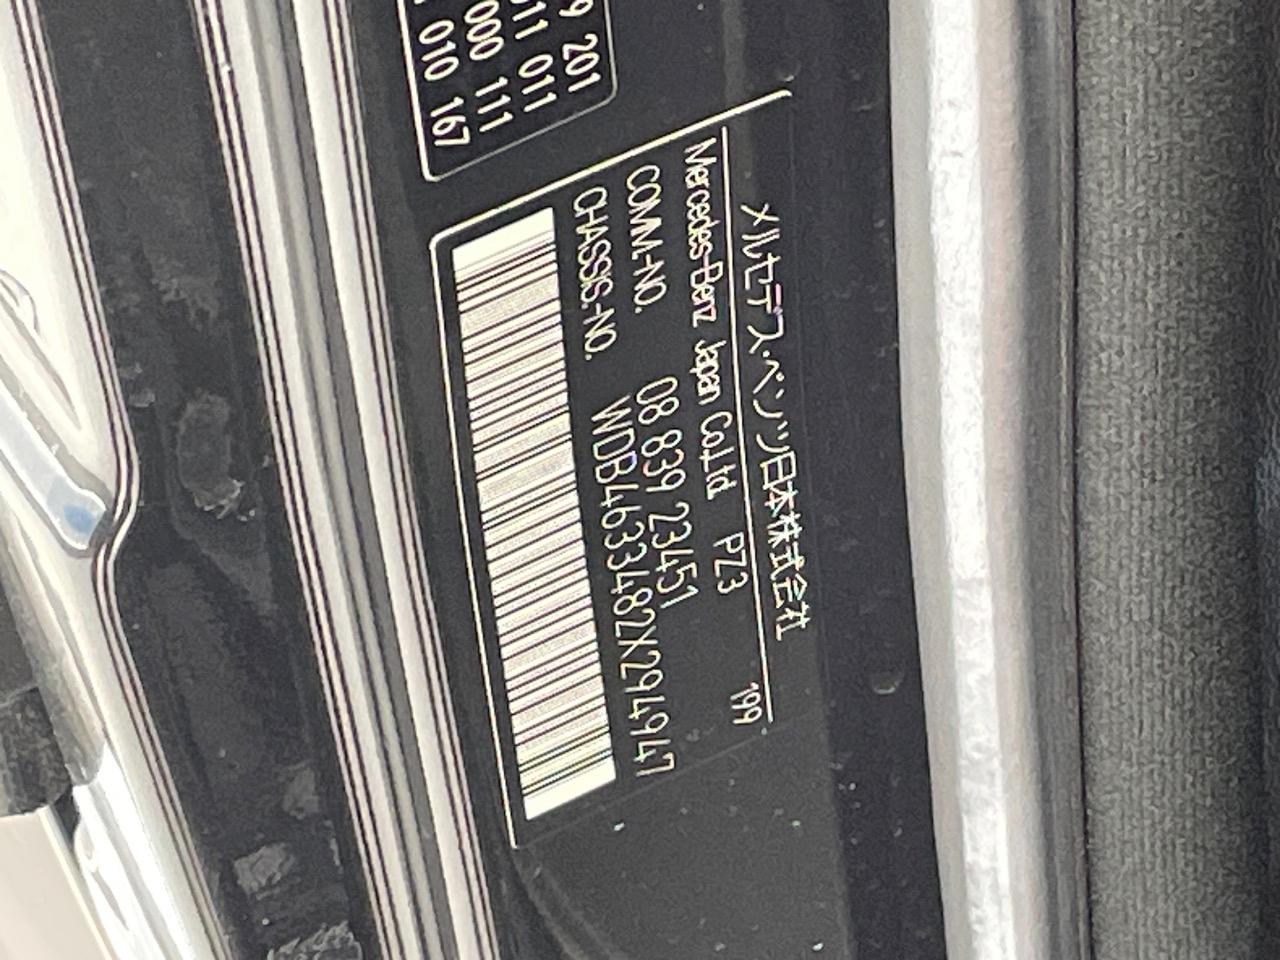 9 201
011 011
000 111
010 167
メルセデス・ベンツ日本株式会社
Mercedes-Benz Japan Co.,Ltd. PZ3 199
COMM.-NO. 08 839 23451
CHASSIS.-NO. WDB4633482X294947